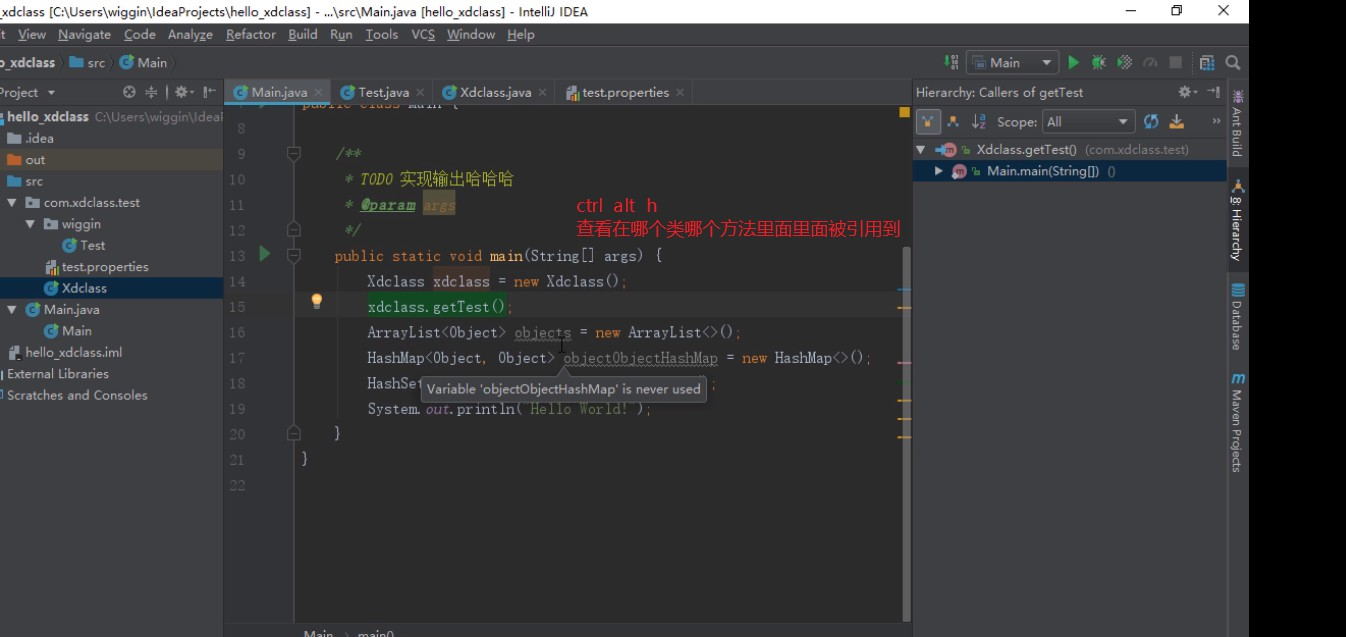 _xdclass [C:\Users\wiggin\IdeaProjects\hello_xdclass] - ...\src\Main.java [hello_xdclass] - IntelliJ IDEA
t View Navigate Code Analyze Refactor Build Run Tools VCS Window Help
o_xdclass src Main
Main
Project
Main.java Test.java Xdclass.java test.properties
Hierarchy: Callers of getTest
Scope: All
hello_xdclass C:\Users\wiggin\Ideal
.idea
out
src
com.xdclass.test
wiggin
Test
test.properties
Xdclass
Main.java
Main
hello_xdclass.iml
External Libraries
Scratches and Consoles
public class Main {
8
9 /**
10 * TODO 实现输出哈哈哈
11 * @param args
12 */
13 public static void main(String[] args) {
14 Xdclass xdclass = new Xdclass();
15 xdclass.getTest();
16 ArrayList<Object> objects = new ArrayList<>();
17 HashMap<Object, Object> objectObjectHashMap = new HashMap<>();
18 HashSet ;
Variable 'objectObjectHashMap' is never used
19 System.out.println("Hello World!");
20 }
21 }
22
ctrl alt h
查看在哪个类哪个方法里面里面被引用到
Xdclass.getTest() (com.xdclass.test)
Main.main(String[]) ()
Ant Build
8: Hierarchy
Database
Maven Projects
Main main()